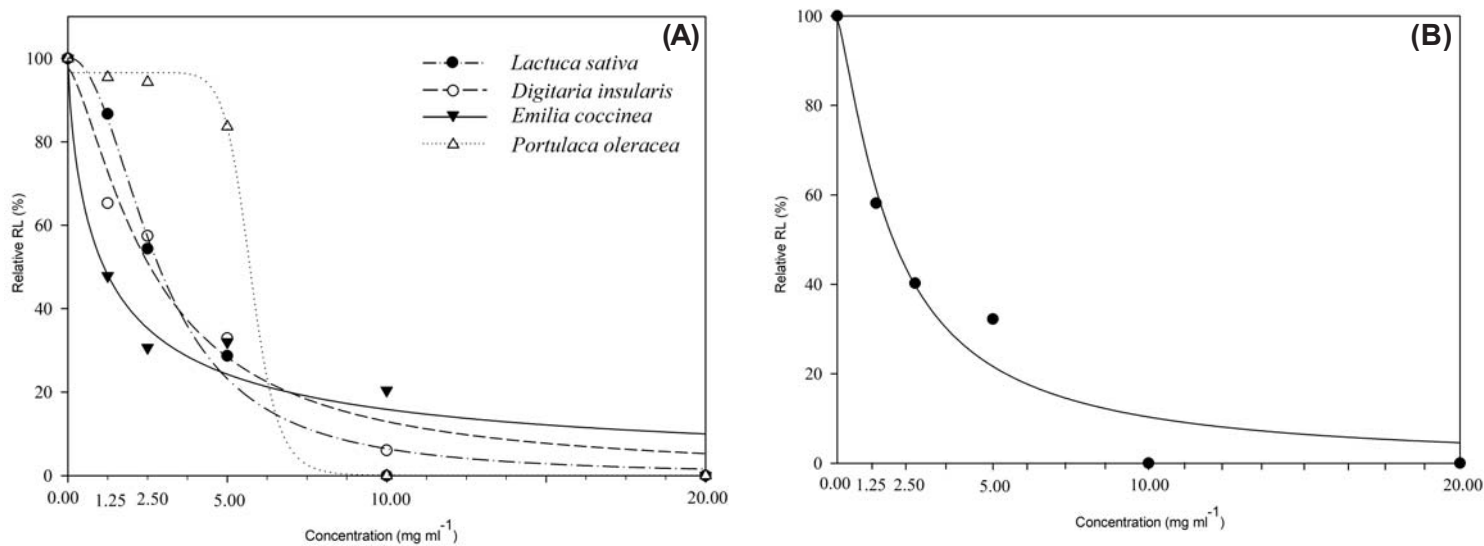 (A)
100
80
60
40
20
0
Relative RL (%)
Lactuca sativa
Digitaria insularis
Emilia coccinea
Portulaca oleracea
0.00 1.25 2.50 5.00 10.00 20.00
Concentration (mg ml-1)
(B)
100
80
60
40
20
0
Relative RL (%)
0.00 1.25 2.50 5.00 10.00 20.00
Concentration (mg ml-1)